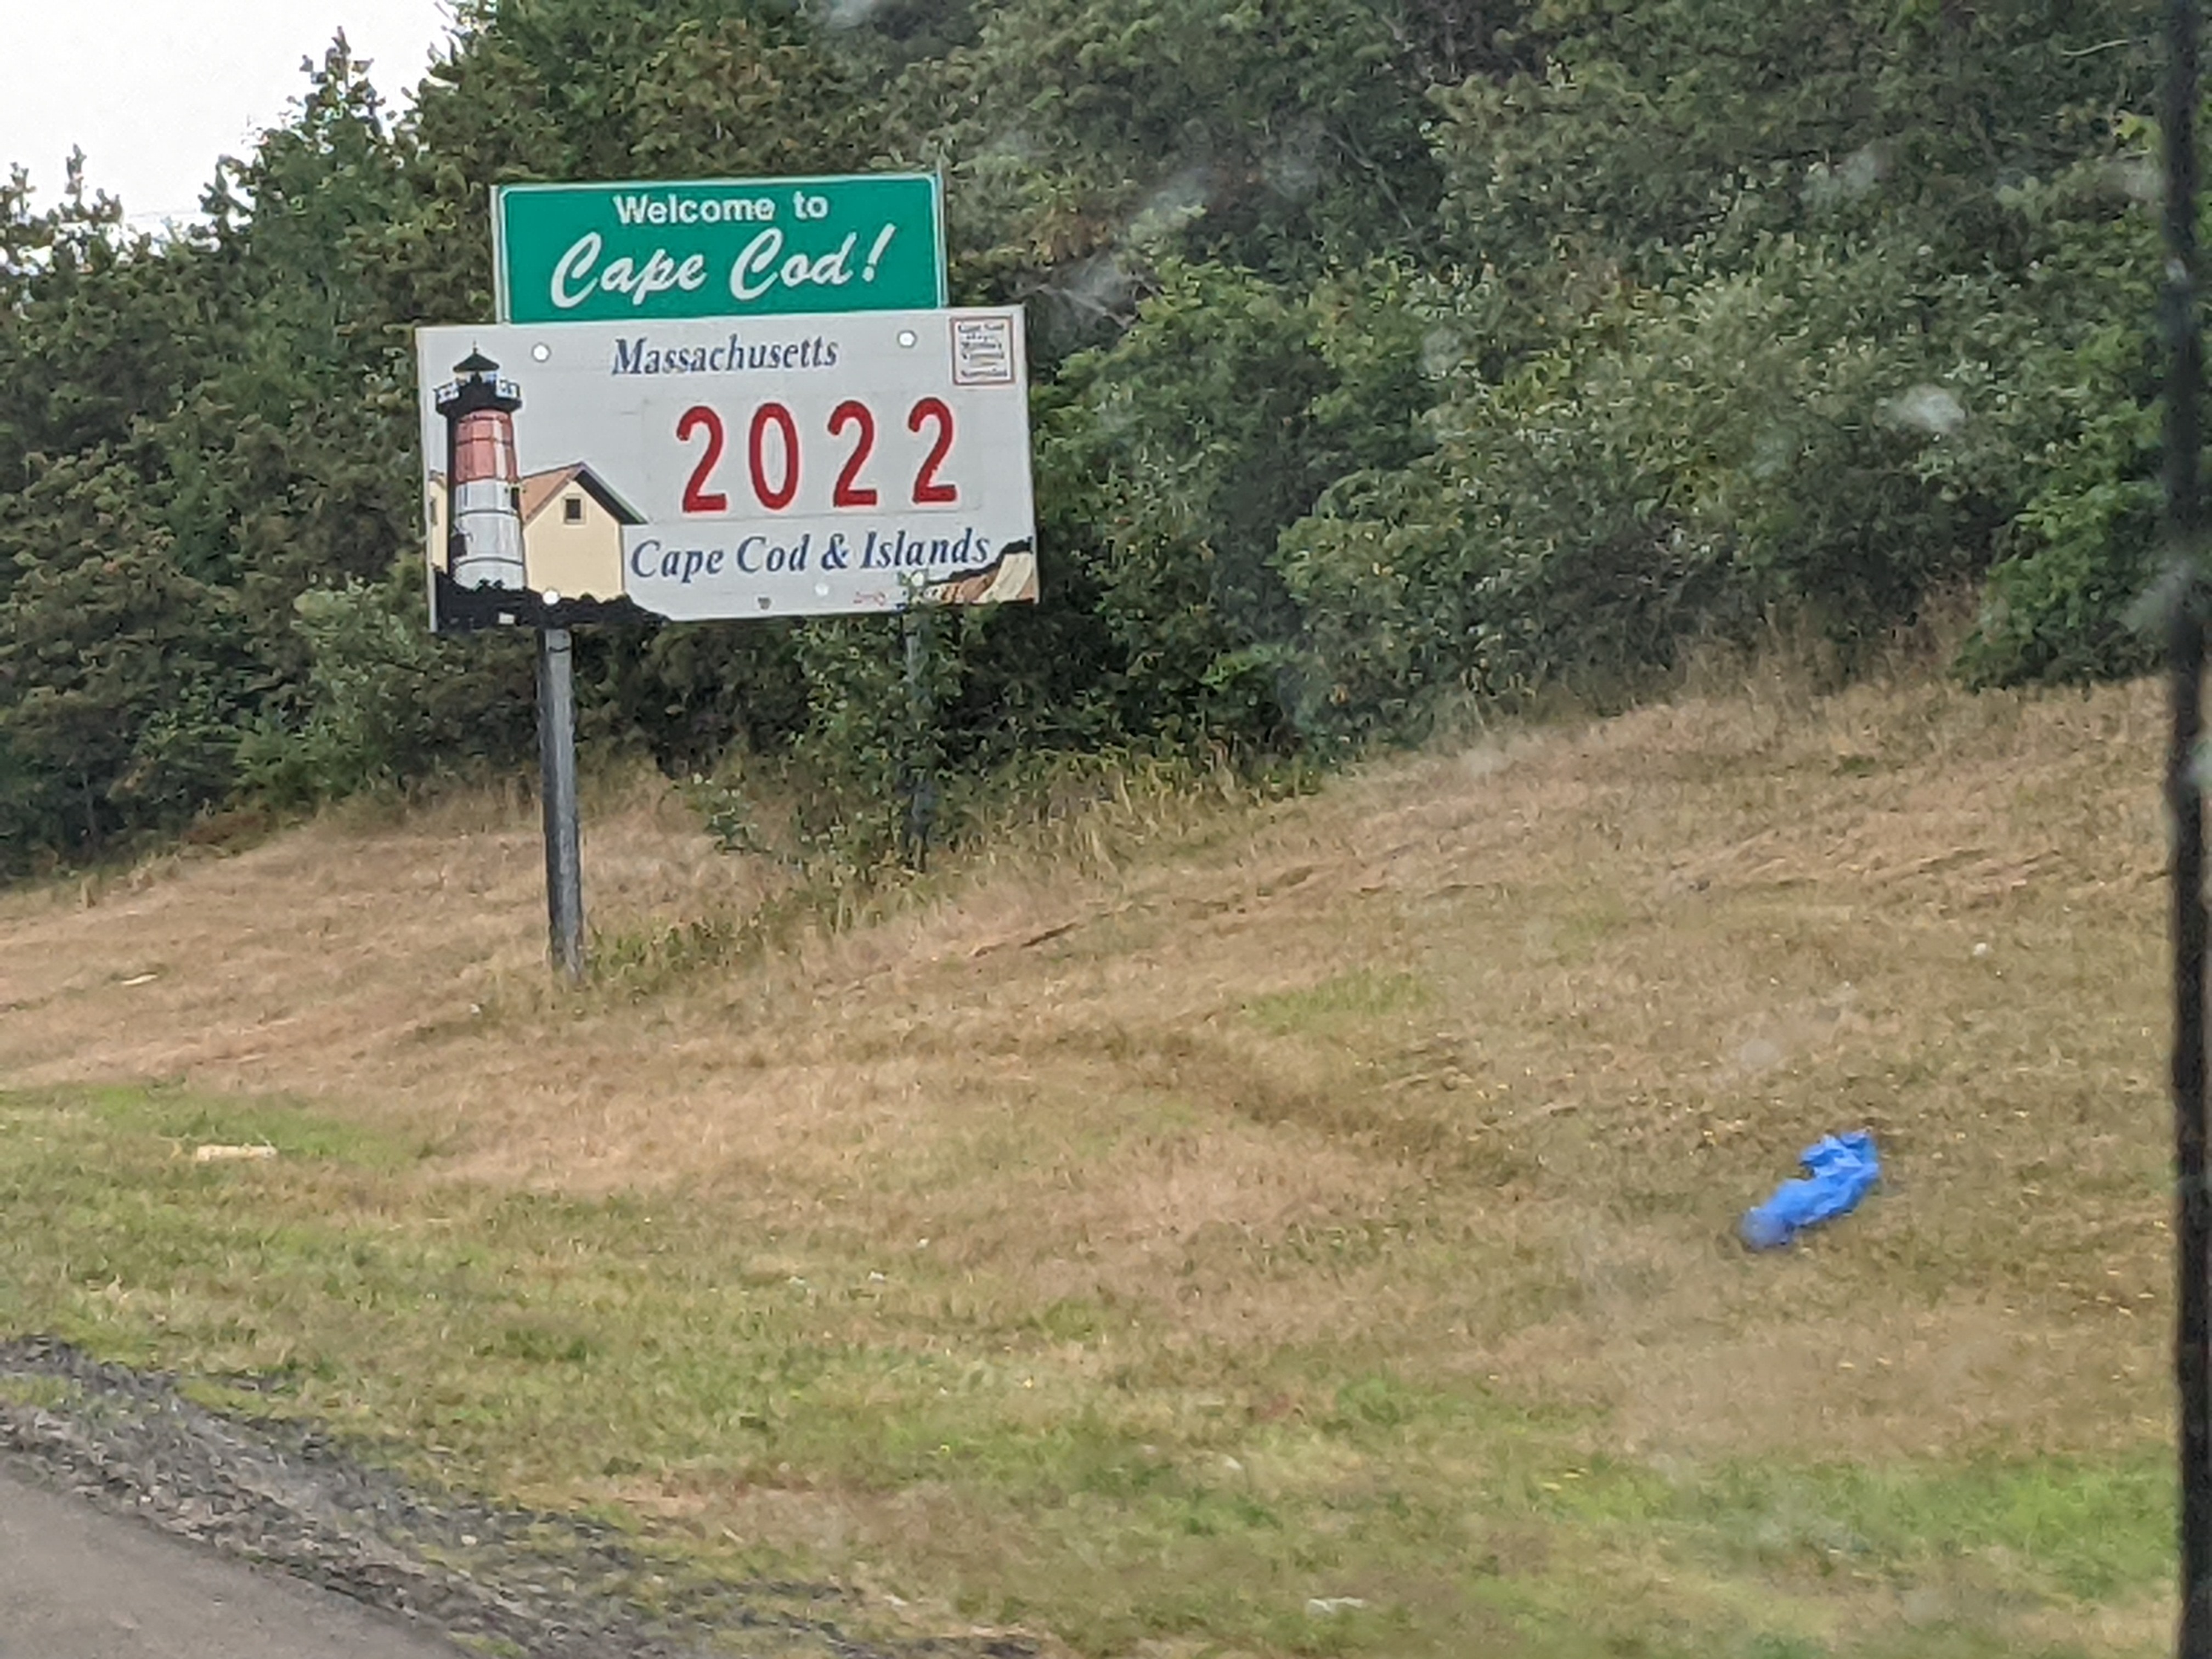 Welcome to
Cape Cod!
Massachusetts
2022
Cape Cod & Islands